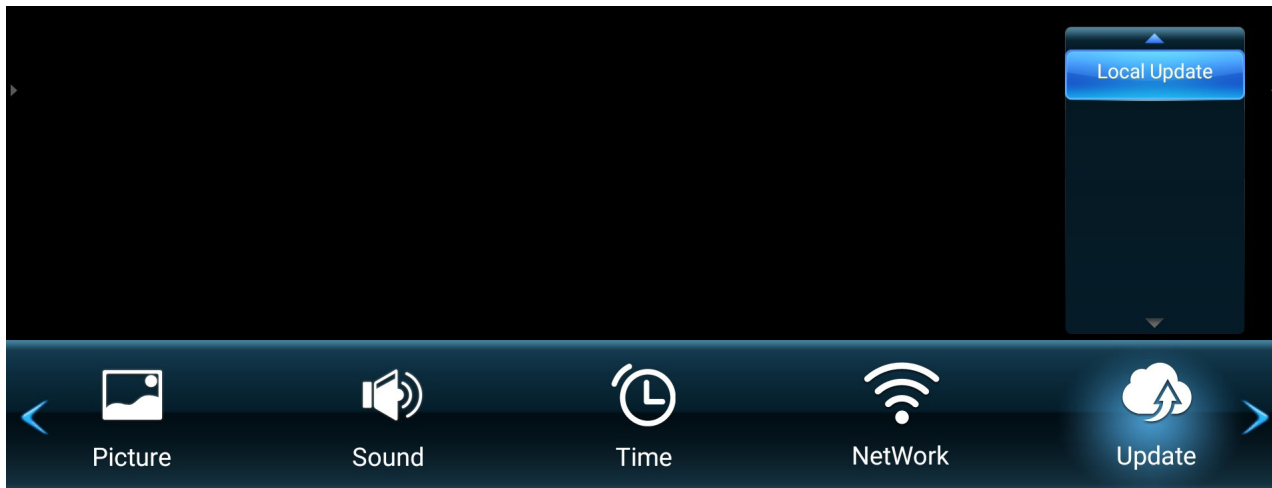 Local Update
Picture
Sound
Time
NetWork
Update